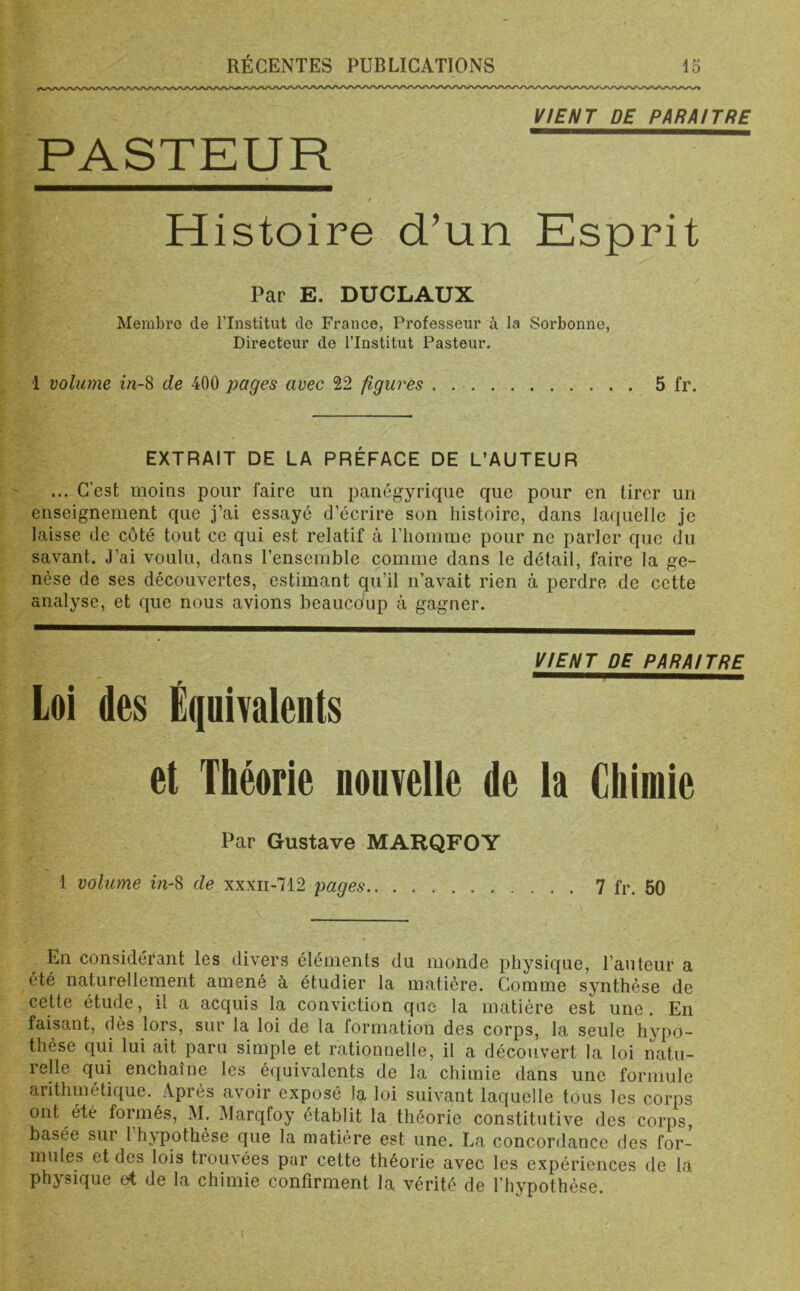 RÉCENTES PUBLICATIONS 15
VIENT DE PARAITRE
PASTEUR
Histoire d'un Esprit
Par E. DUCLAUX
Membre de l'Institut de France, Professeur à la Sorbonne,
Directeur de l'Institut Pasteur.
1 volume in-8 de 400 pages avec 22 figures . . . . . . . . . . . 5 fr.
EXTRAIT DE LA PRÉFACE DE L'AUTEUR
... C'est moins pour faire un panégyrique que pour en tirer un
enseignement que j'ai essayé d'écrire son histoire, dans laquelle je
laisse de côté tout ce qui est relatif à l'homme pour ne parler que du
savant. J'ai voulu, dans l'ensemble comme dans le détail, faire la ge-
nèse de ses découvertes, estimant qu'il n'avait rien à perdre de cette
analyse, et que nous avions beaucoup à gagner.
VIENT DE PARAITRE
Loi des Équivalents
et Théorie nouvelle de la Chimie
Par Gustave MARQFOY
1 volume in-8 de XXXII-712 pages.. . . . . . . . . . . 7 fr. 50
En considérant les divers éléments du monde physique, l'auteur a
été naturellement amené à étudier la matière. Comme synthèse de
cette étude, il a acquis la conviction que la matière est une. En
faisant, dès lors, sur la loi de la formation des corps, la seule hypo-
thèse qui lui ait paru simple et rationnelle, il a découvert la loi natu-
relle qui enchaîne les équivalents de la chimie dans une formule
arithmétique. Après avoir exposé la loi suivant laquelle tous les corps
ont été formés, M. Marqfoy établit la théorie constitutive des corps,
basée sur l'hypothèse que la matière est une. La concordance des for-
mules et des lois trouvées par cette théorie avec les expériences de la
physique et de la chimie confirment la vérité de l'hypothèse.